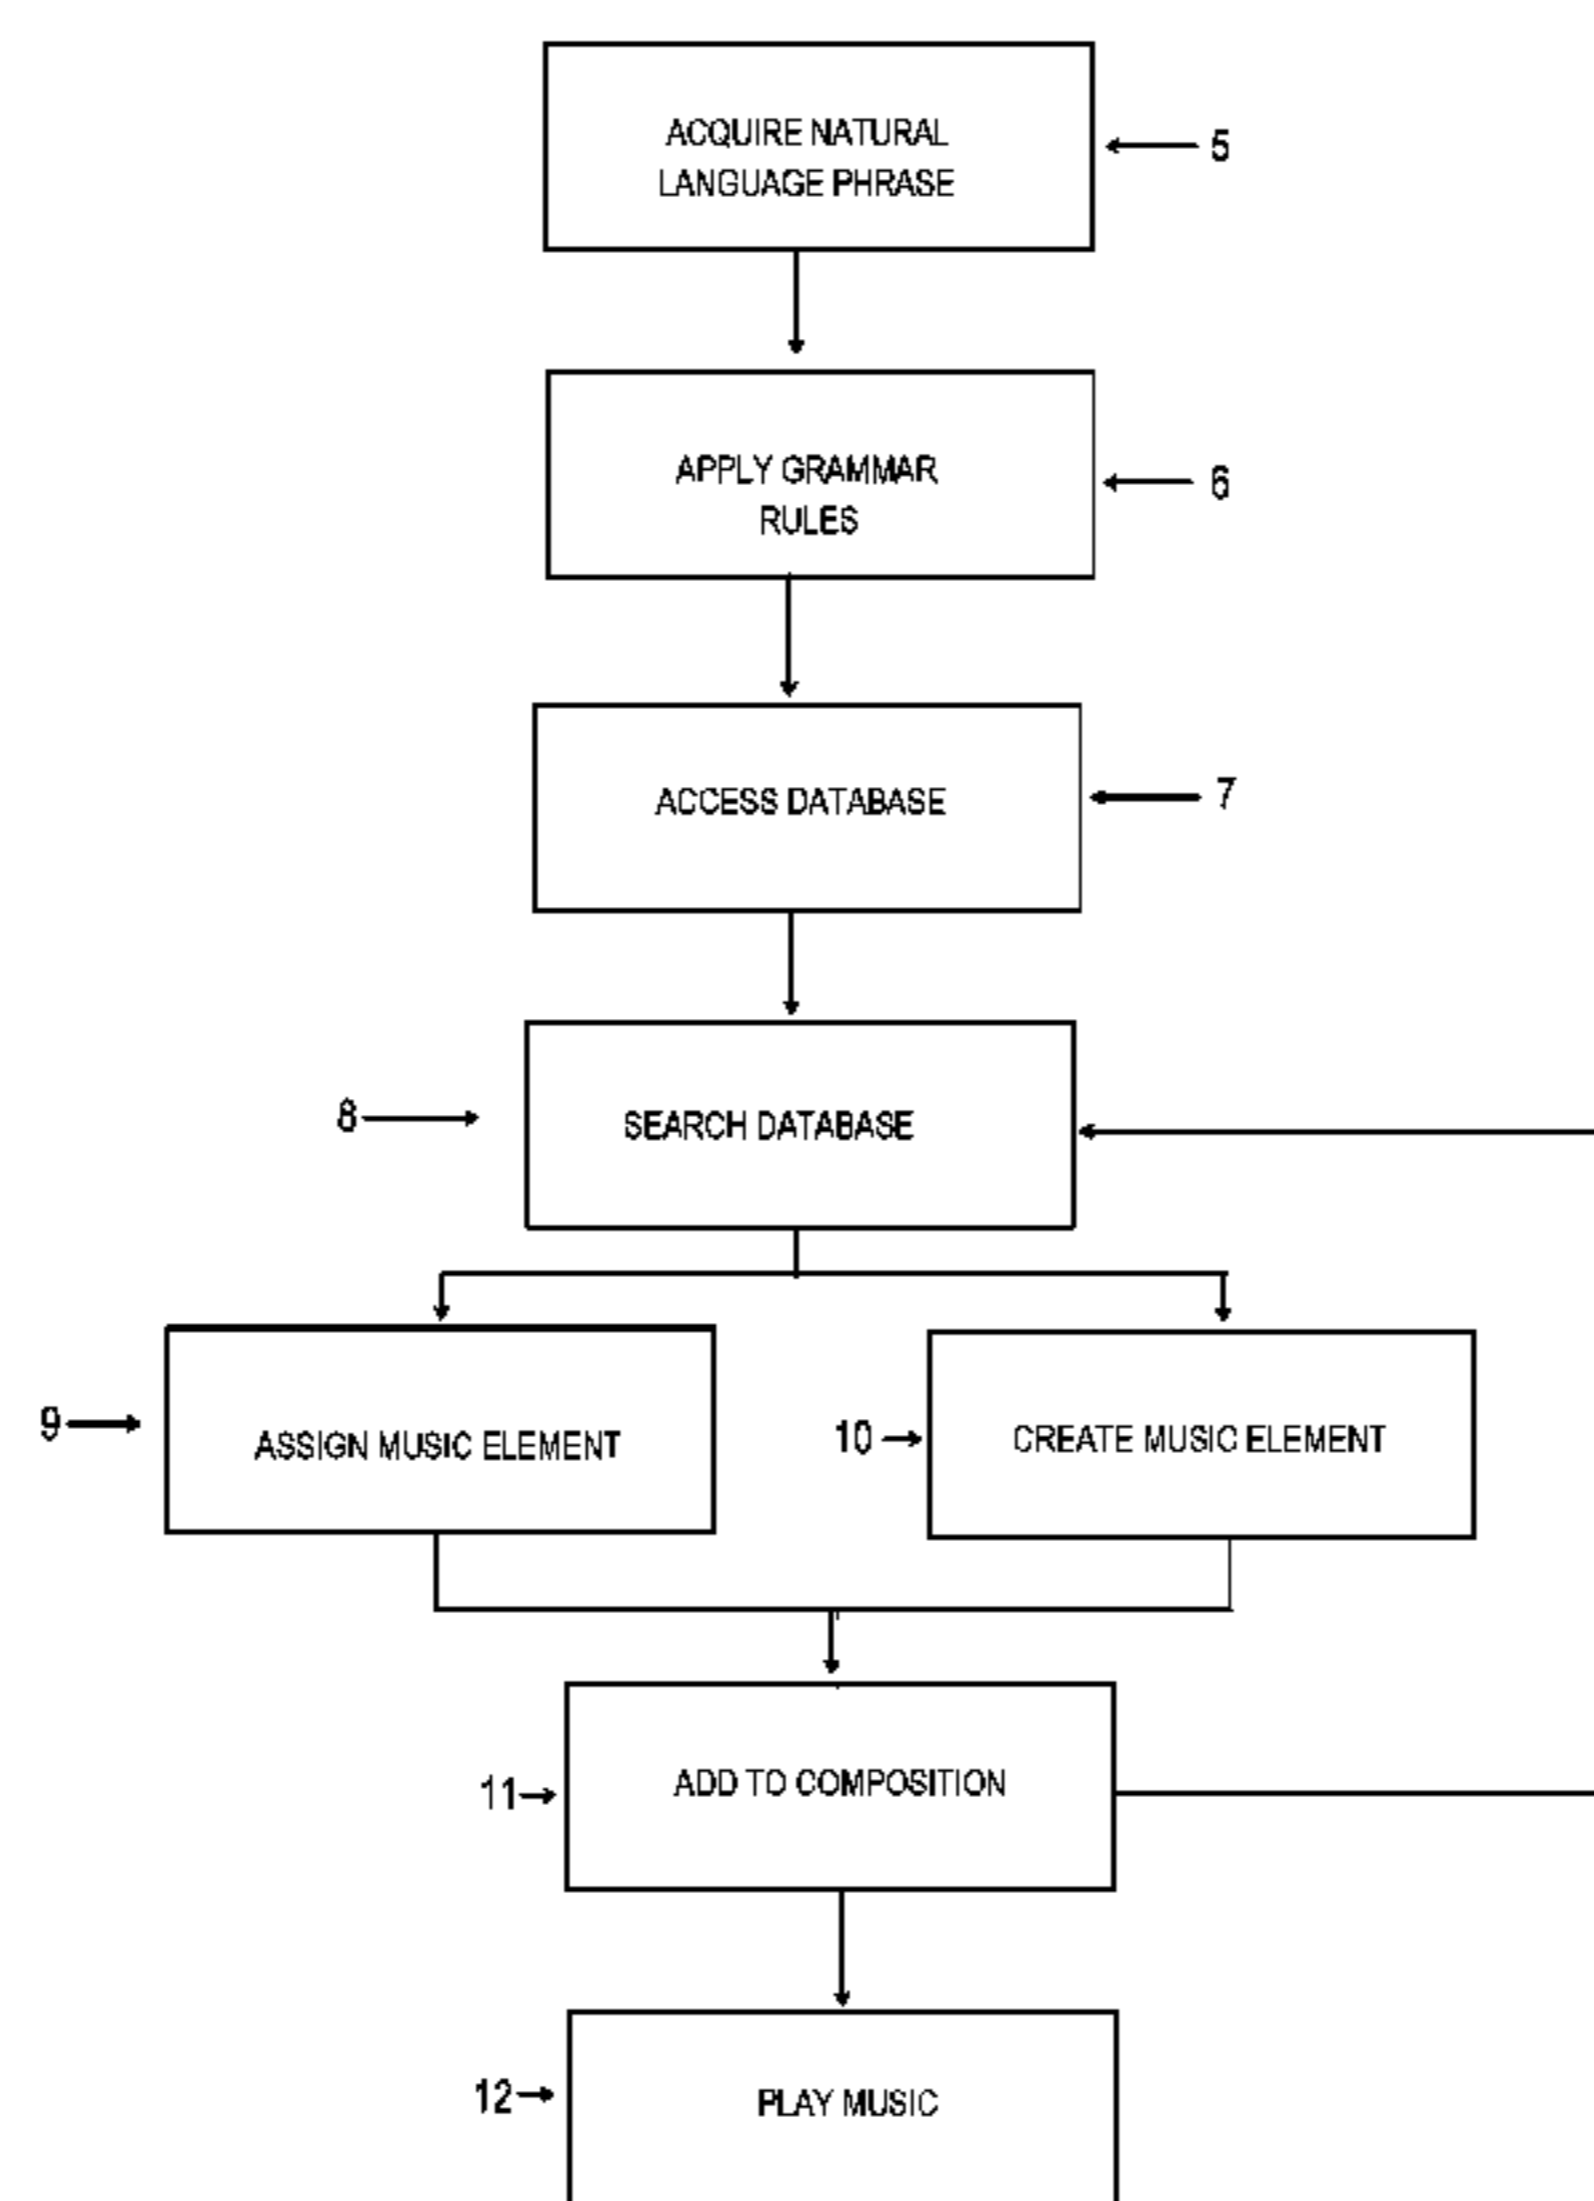 ACQUIRE NATURAL
LANGUAGE PHRASE
5
APPLY GRAMMAR
RULES
6
ACCESS DATABASE
7
8
SEARCH DATABASE
9
ASSIGN MUSIC ELEMENT
10
CREATE MUSIC ELEMENT
11
ADD TO COMPOSITION
12
PLAY MUSIC